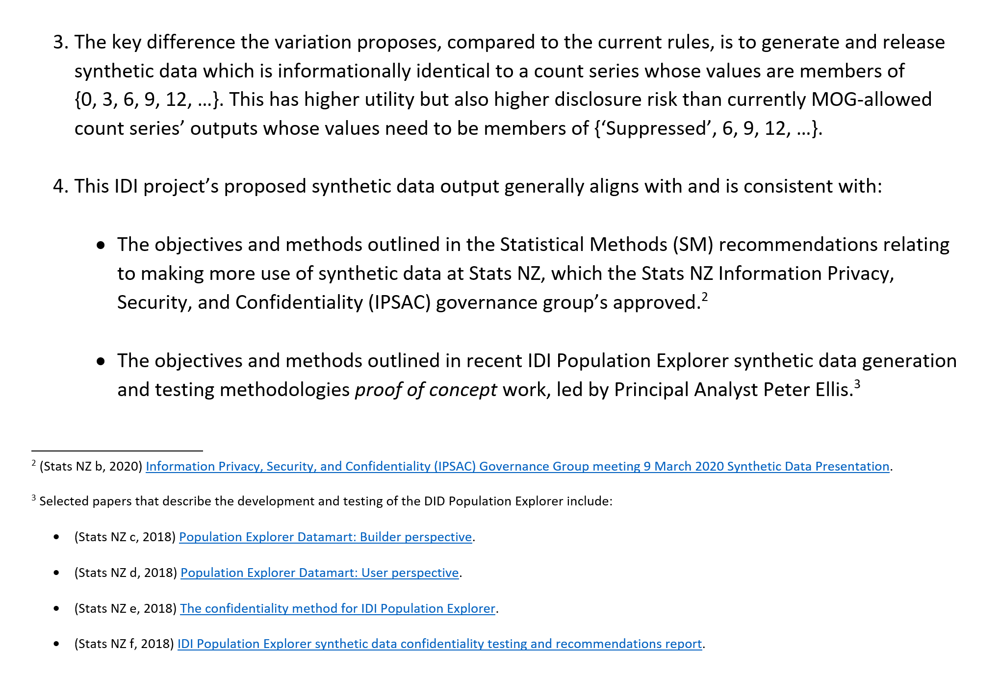 3. The key difference the variation proposes, compared to the current rules, is to generate and release
synthetic data which is informationally identical to a count series whose values are members of
{0, 3, 6, 9, 12, …}. This has higher utility but also higher disclosure risk than currently MOG-allowed
count series’ outputs whose values need to be members of {‘Suppressed’, 6, 9, 12, …}.
4. This IDI project’s proposed synthetic data output generally aligns with and is consistent with:
• The objectives and methods outlined in the Statistical Methods (SM) recommendations relating
to making more use of synthetic data at Stats NZ, which the Stats NZ Information Privacy,
Security, and Confidentiality (IPSAC) governance group’s approved.2
• The objectives and methods outlined in recent IDI Population Explorer synthetic data generation
and testing methodologies proof of concept work, led by Principal Analyst Peter Ellis.3
2 (Stats NZ b, 2020) Information Privacy, Security, and Confidentiality (IPSAC) Governance Group meeting 9 March 2020 Synthetic Data Presentation.
3 Selected papers that describe the development and testing of the DID Population Explorer include:
• (Stats NZ c, 2018) Population Explorer Datamart: Builder perspective.
• (Stats NZ d, 2018) Population Explorer Datamart: User perspective.
• (Stats NZ e, 2018) The confidentiality method for IDI Population Explorer.
• (Stats NZ f, 2018) IDI Population Explorer synthetic data confidentiality testing and recommendations report.